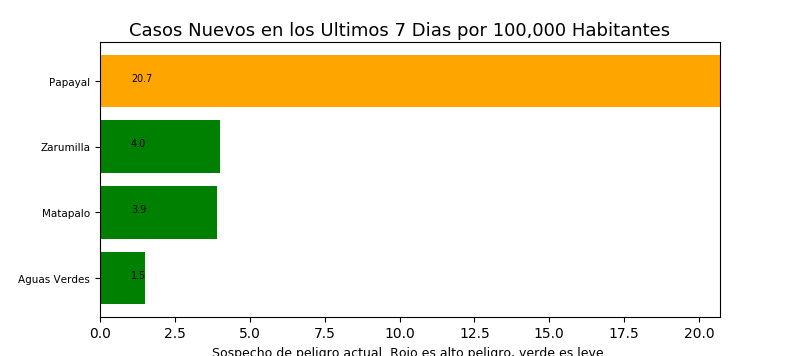 Casos Nuevos en los Ultimos 7 Dias por 100,000 Habitantes
Papayal 20.7
Zarumilla 4.0
Matapalo 3.9
Aguas Verdes 1.5
0.0 2.5 5.0 7.5 10.0 12.5 15.0 17.5 20.0
Sospecho de peligro actual. Rojo es alto peligro, verde es leve